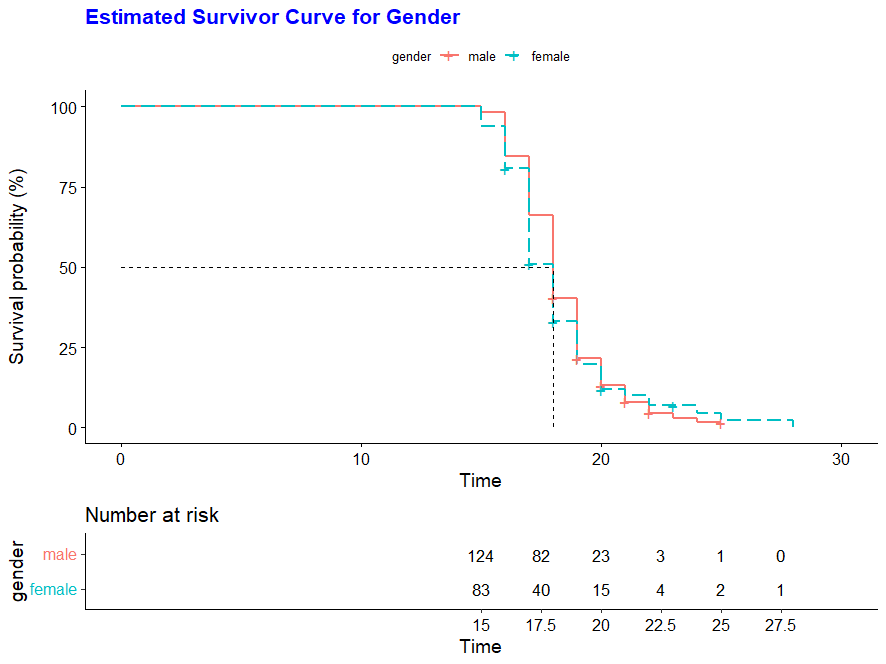 Estimated Survivor Curve for Gender
gender male female
Survival probability (%)
100
75
50
25
0
0 10 20 30
Time
Number at risk
gender
male 124 82 23 3 1 0
female 83 40 15 4 2 1
15 17.5 20 22.5 25 27.5
Time